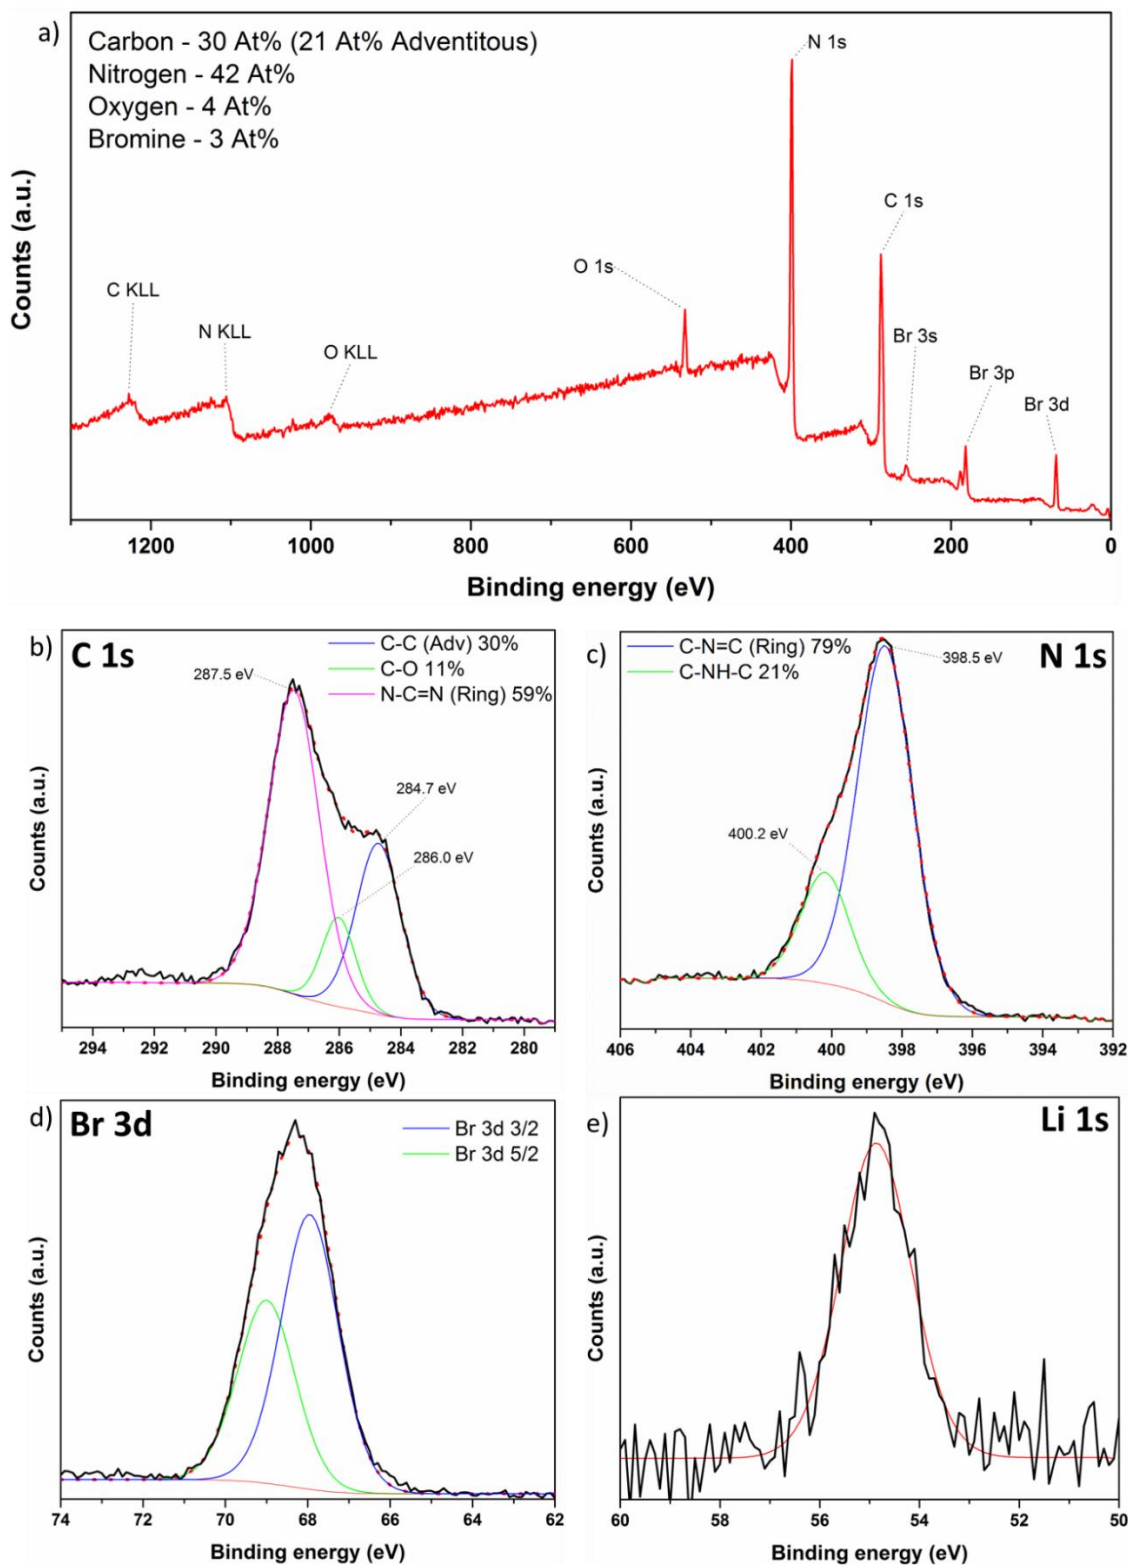 a)
Carbon - 30 At% (21 At% Adventitous)
Nitrogen - 42 At%
Oxygen - 4 At%
Bromine - 3 At%
N 1s
C 1s
O 1s
C KLL
N KLL
O KLL
Br 3s
Br 3p
Br 3d
Counts (a.u.)
1200 1000 800 600 400 200 0
Binding energy (eV)
b)
C 1s
C-C (Adv) 30%
C-O 11%
N-C=N (Ring) 59%
287.5 eV
284.7 eV
286.0 eV
Counts (a.u.)
294 292 290 288 286 284 282 280
Binding energy (eV)
c)
N 1s
C-N=C (Ring) 79%
C-NH-C 21%
398.5 eV
400.2 eV
Counts (a.u.)
406 404 402 400 398 396 394 392
Binding energy (eV)
d)
Br 3d
Br 3d 3/2
Br 3d 5/2
Counts (a.u.)
74 72 70 68 66 64 62
Binding energy (eV)
e)
Li 1s
Counts (a.u.)
60 58 56 54 52 50
Binding energy (eV)